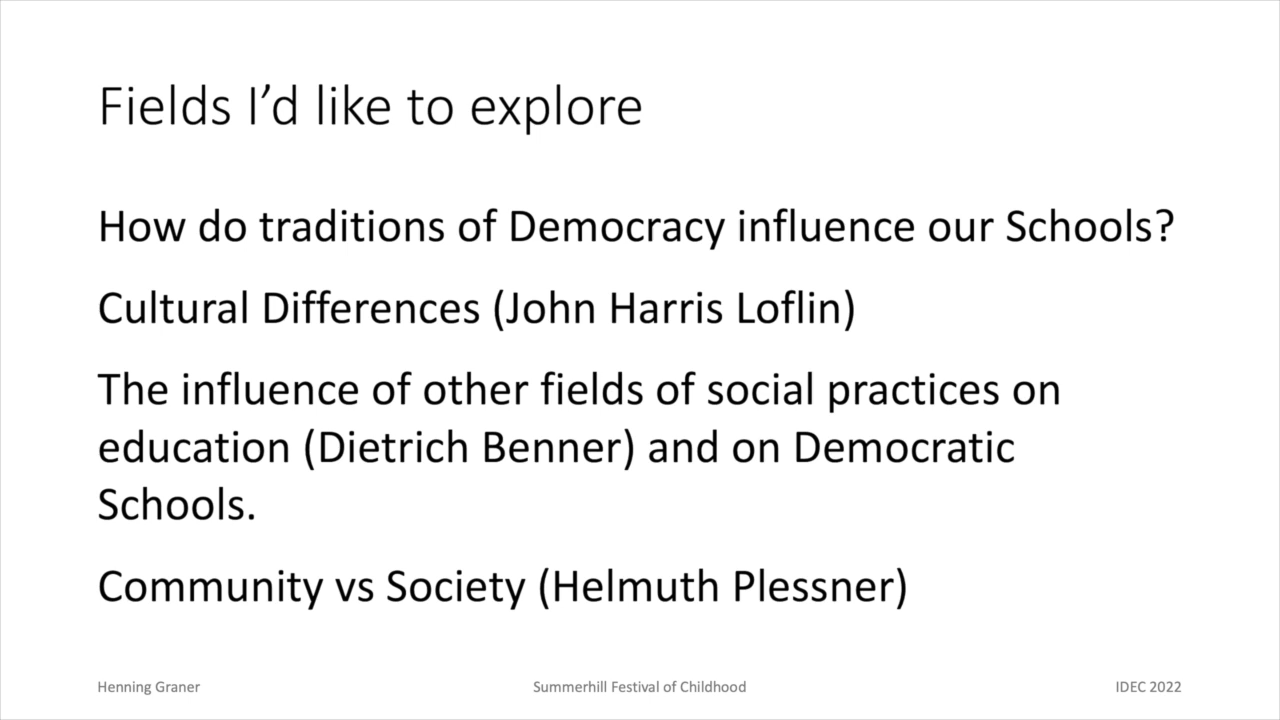 Fields I’d like to explore
How do traditions of Democracy influence our Schools?
Cultural Differences (John Harris Loflin)
The influence of other fields of social practices on
education (Dietrich Benner) and on Democratic
Schools.
Community vs Society (Helmuth Plessner)
Henning Graner
Summerhill Festival of Childhood
IDEC 2022